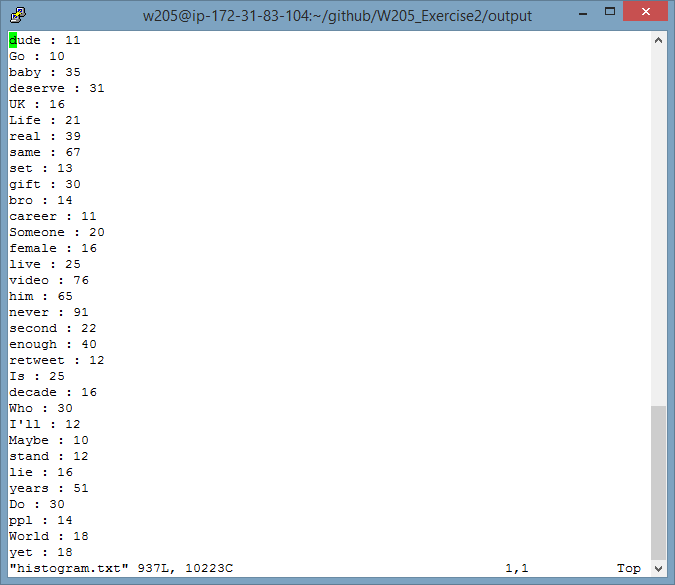 w205@ip-172-31-83-104:~/github/W205_Exercise2/output
dude : 11
Go : 10
baby : 35
deserve : 31
UK : 16
Life : 21
real : 39
same : 67
set : 13
gift : 30
bro : 14
career : 11
Someone : 20
female : 16
live : 25
video : 76
him : 65
never : 91
second : 22
enough : 40
retweet : 12
Is : 25
decade : 16
Who : 30
I'll : 12
Maybe : 10
stand : 12
lie : 16
years : 51
Do : 30
ppl : 14
World : 18
yet : 18
"histogram.txt" 937L, 10223C 1,1 Top